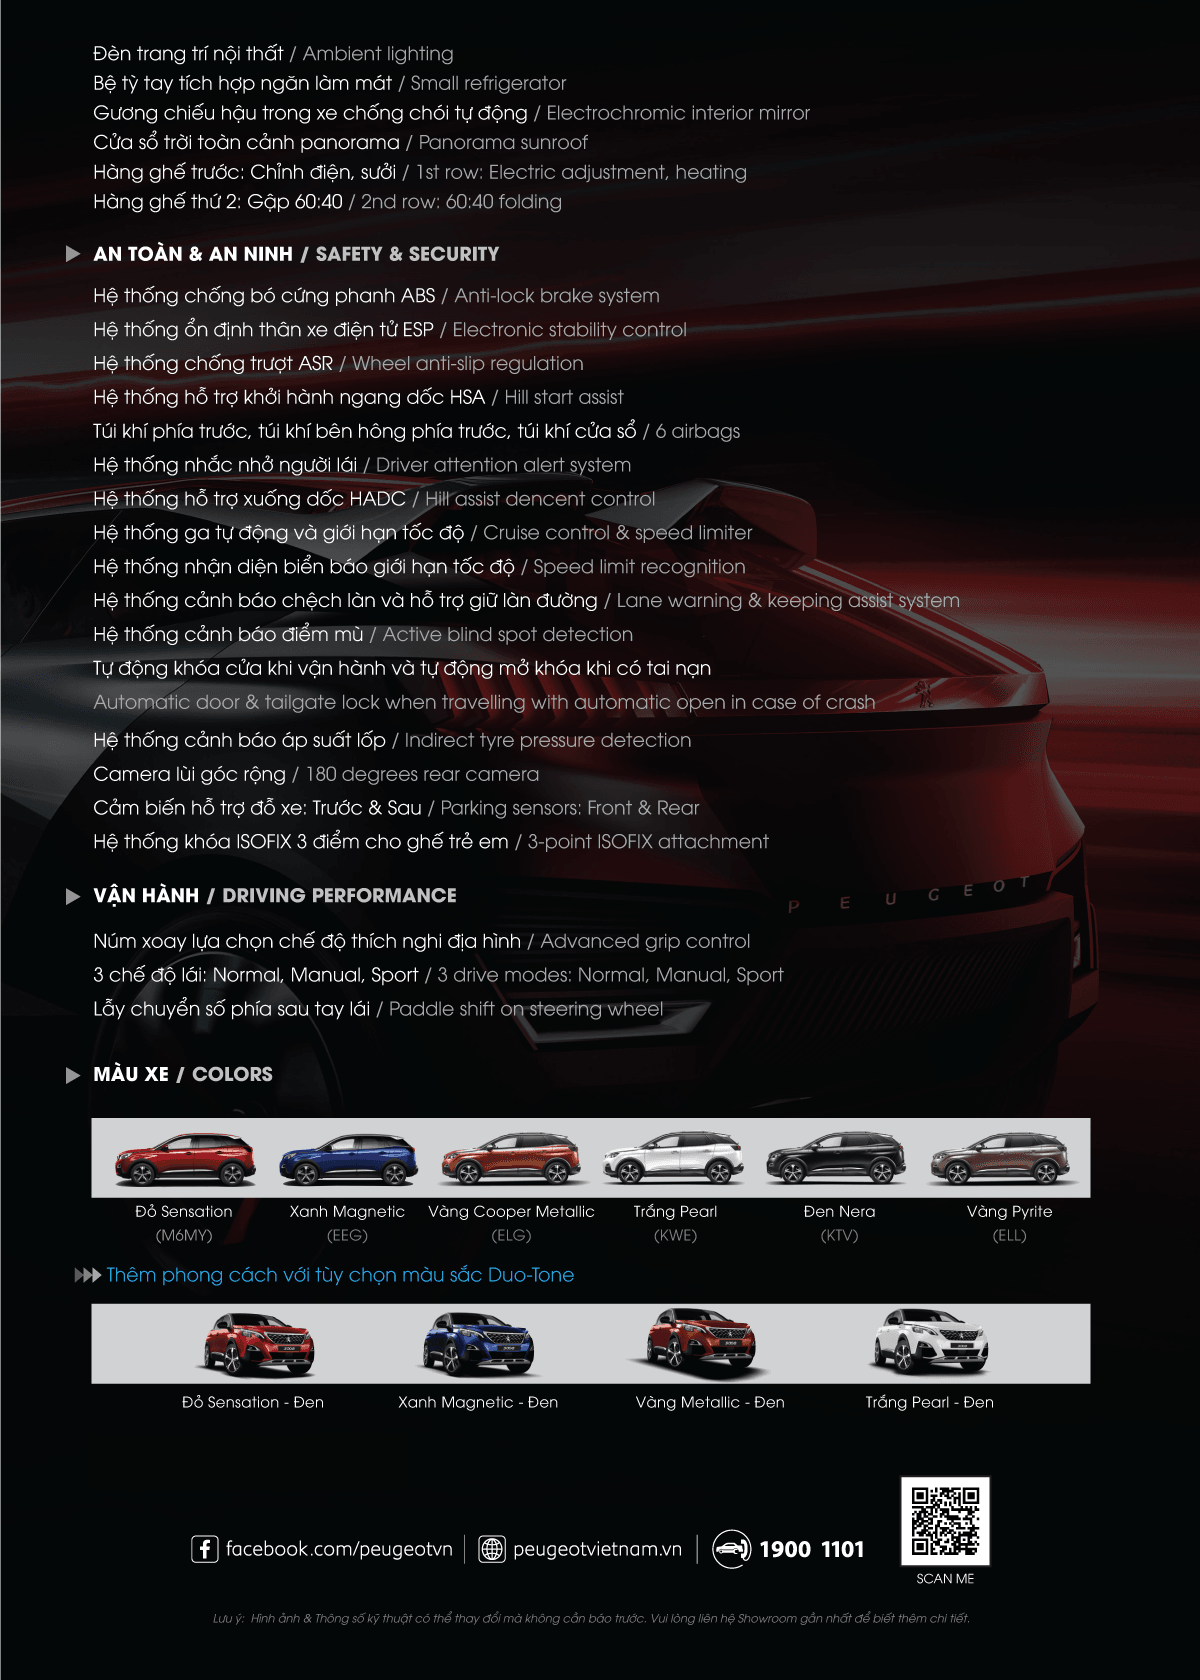 Đèn trang trí nội thất / Ambient lighting
Bệ tỳ tay tích hợp ngăn làm mát / Small refrigerator
Gương chiếu hậu trong xe chống chói tự động / Electrochromic interior mirror
Cửa sổ trời toàn cảnh panorama / Panorama sunroof
Hàng ghế trước: Chỉnh điện, sưởi / 1st row: Electric adjustment, heating
Hàng ghế thứ 2: Gập 60:40 / 2nd row: 60:40 folding
AN TOÀN & AN NINH / SAFETY & SECURITY
Hệ thống chống bó cứng phanh ABS / Anti-lock brake system
Hệ thống ổn định thân xe điện tử ESP / Electronic stability control
Hệ thống chống trượt ASR / Wheel anti-slip regulation
Hệ thống hỗ trợ khởi hành ngang dốc HSA / Hill start assist
Túi khí phía trước, túi khí bên hông phía trước, túi khí cửa sổ / 6 airbags
Hệ thống nhắc nhở người lái / Driver attention alert system
Hệ thống hỗ trợ xuống dốc HADC / Hill assist dencent control
Hệ thống ga tự động và giới hạn tốc độ / Cruise control & speed limiter
Hệ thống nhận diện biển báo giới hạn tốc độ / Speed limit recognition
Hệ thống cảnh báo chệch làn và hỗ trợ giữ làn đường / Lane warning & keeping assist system
Hệ thống cảnh báo điểm mù / Active blind spot detection
Tự động khóa cửa khi vận hành và tự động mở khóa khi có tai nạn
Automatic door & tailgate lock when travelling with automatic open in case of crash
Hệ thống cảnh báo áp suất lốp / Indirect tyre pressure detection
Camera lùi góc rộng / 180 degrees rear camera
Cảm biến hỗ trợ đỗ xe: Trước & Sau / Parking sensors: Front & Rear
Hệ thống khóa ISOFIX 3 điểm cho ghế trẻ em / 3-point ISOFIX attachment
PEUGEOT
VẬN HÀNH / DRIVING PERFORMANCE
Núm xoay lựa chọn chế độ thích nghi địa hình / Advanced grip control
3 chế độ lái: Normal, Manual, Sport / 3 drive modes: Normal, Manual, Sport
Lẫy chuyển số phía sau tay lái / Paddle shift on steering wheel
MÀU XE / COLORS
Đỏ Sensation Xanh Magnetic Vàng Cooper Metallic Trắng Pearl Đen Nera Vàng Pyrite
(M6MY) (EEG) (ELG) (KWE) (KTV) (ELL)
Thêm phong cách với tùy chọn màu sắc Duo-Tone
3008 3008 3008 3008
Đỏ Sensation - Đen Xanh Magnetic - Đen Vàng Metallic - Đen Trắng Pearl - Đen
facebook.com/peugeotvn peugeotvietnam.vn 1900 1101
SCAN ME
Lưu ý: Hình ảnh & Thông số kỹ thuật có thể thay đổi mà không cần báo trước. Vui lòng liên hệ Showroom gần nhất để biết thêm chi tiết.